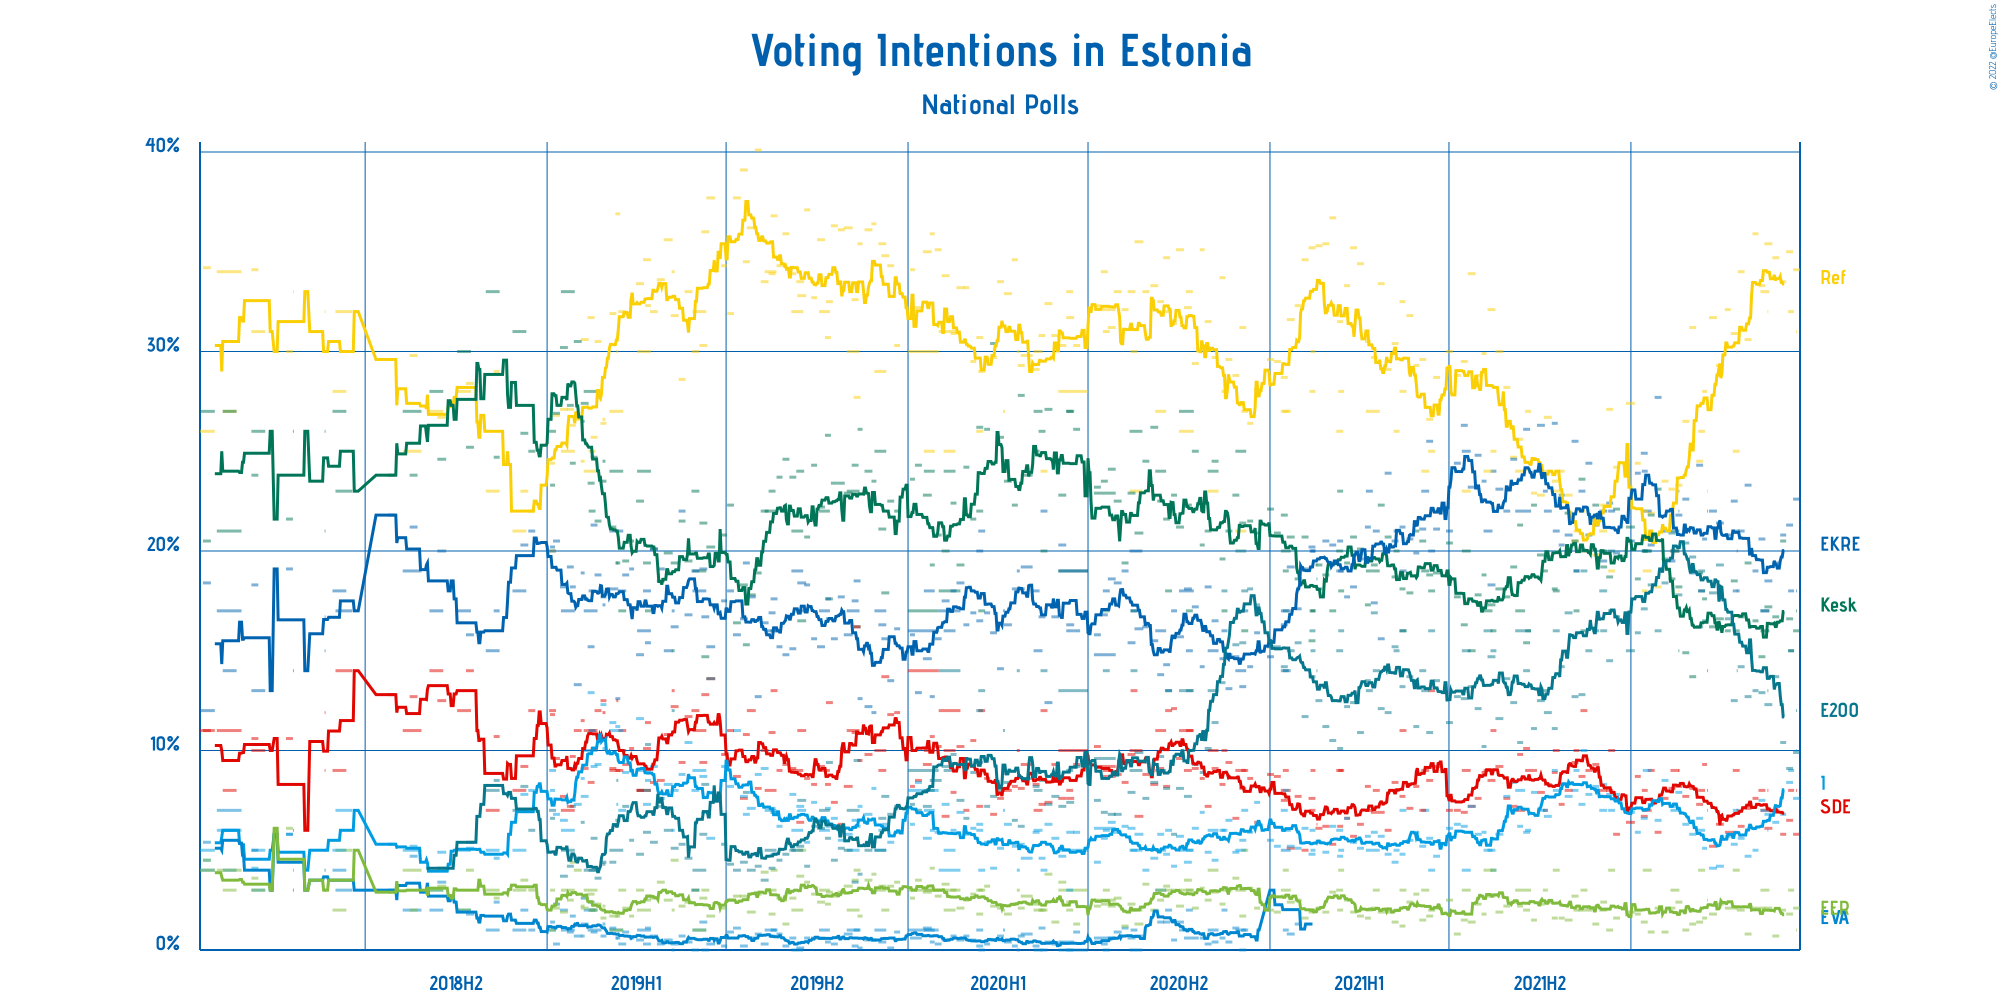 Voting Intentions in Estonia
National Polls
© 2022 @EuropeElects
40%
30%
20%
10%
0%
Ref
EKRE
Kesk
E200
1
SDE
EER
EVA
2018H2
2019H1
2019H2
2020H1
2020H2
2021H1
2021H2